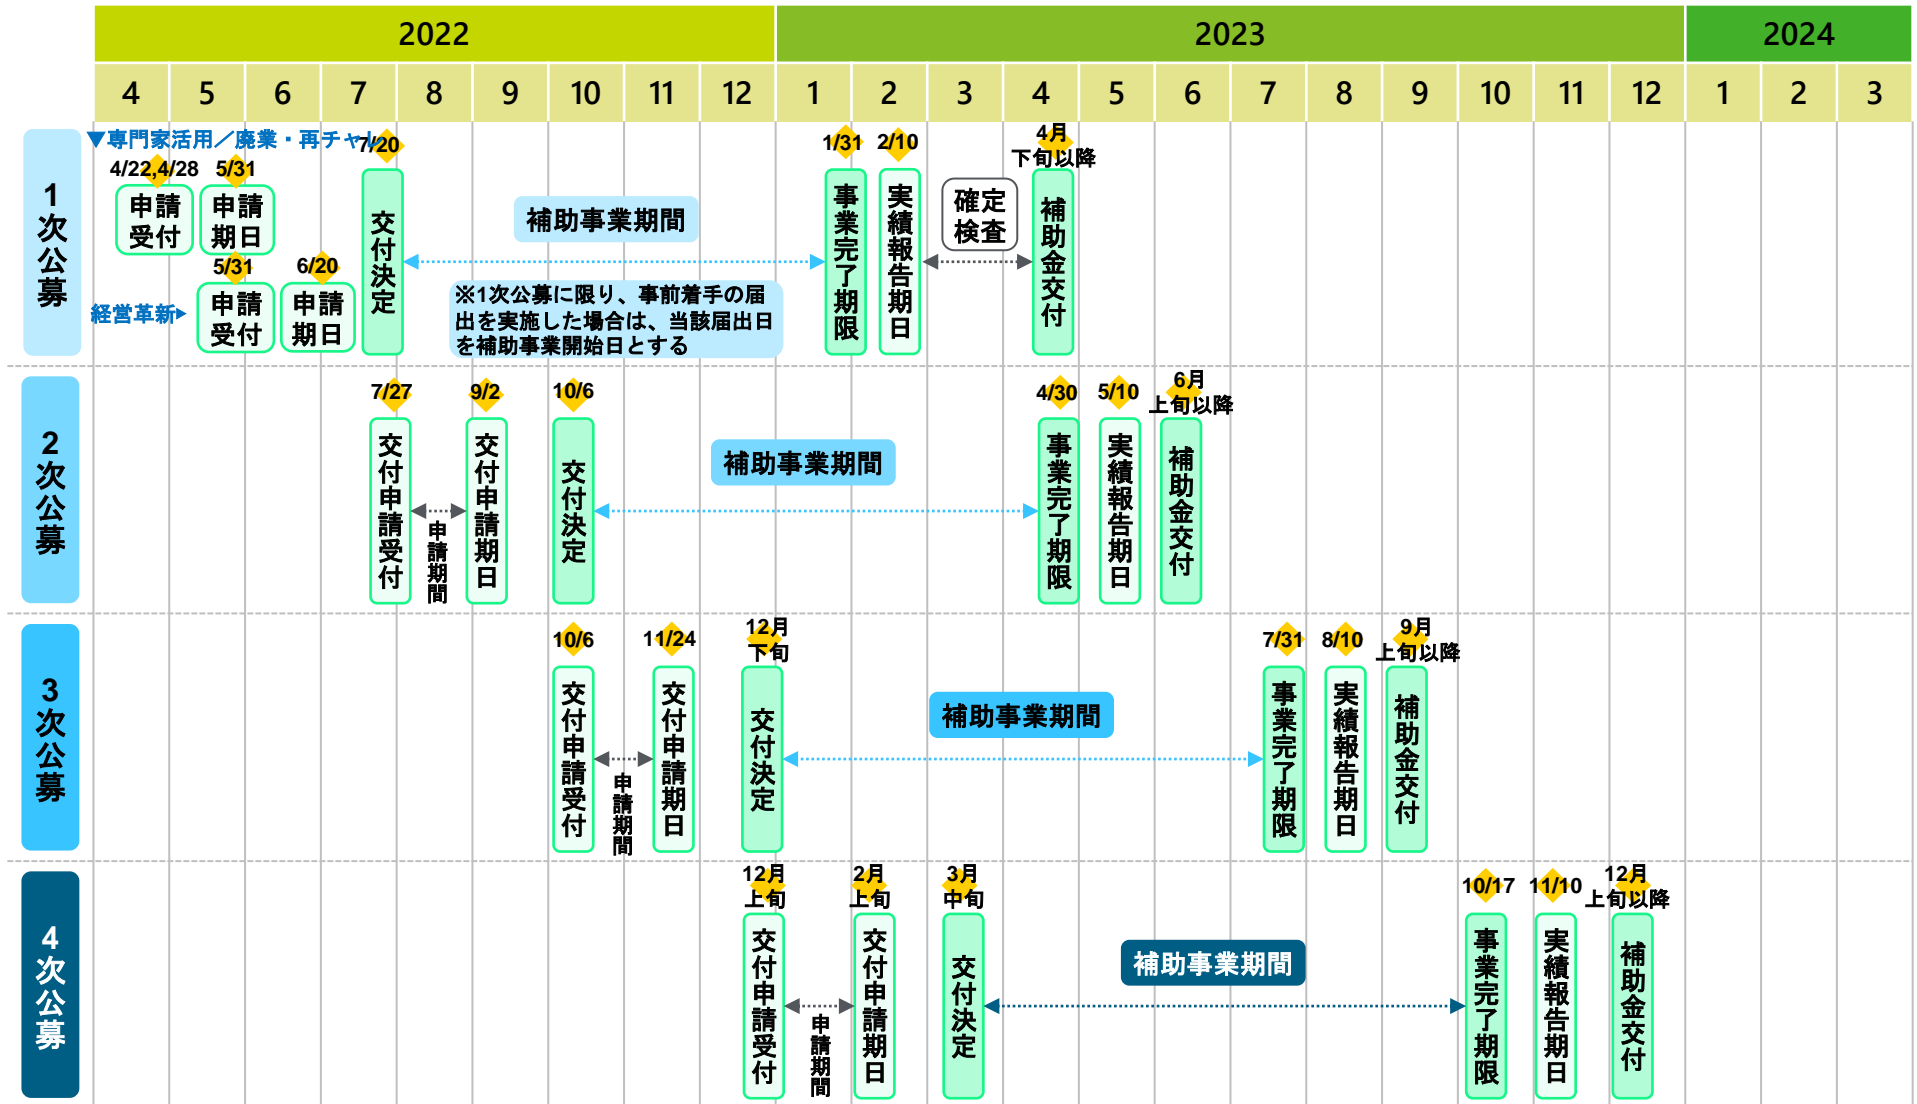 2022
2023
2024
4 5 6 7 8 9 10 11 12 1 2 3 4 5 6 7 8 9 10 11 12 1 2 3
1次公募
▼専門家活用／廃業・再チャレ
4/22,4/28
申請
受付
5/31
申請
期日
経営革新▶
5/31
申請
受付
6/20
申請
期日
7/20
交付決定
補助事業期間
※1次公募に限り、事前着手の届
出を実施した場合は、当該届出日
を補助事業開始日とする
1/31
事業完了期限
2/10
実績報告期日
確定
検査
4月
下旬以降
補助金交付
2次公募
7/27
交付申請受付
申請期間
9/2
交付申請期日
10/6
交付決定
補助事業期間
4/30
事業完了期限
5/10
実績報告期日
6月
上旬以降
補助金交付
3次公募
10/6
交付申請受付
申請期間
11/24
交付申請期日
12月
下旬
交付決定
補助事業期間
7/31
事業完了期限
8/10
実績報告期日
9月
上旬以降
補助金交付
4次公募
12月
上旬
交付申請受付
申請期間
2月
上旬
交付申請期日
3月
中旬
交付決定
補助事業期間
10/17
事業完了期限
11/10
実績報告期日
12月
上旬以降
補助金交付